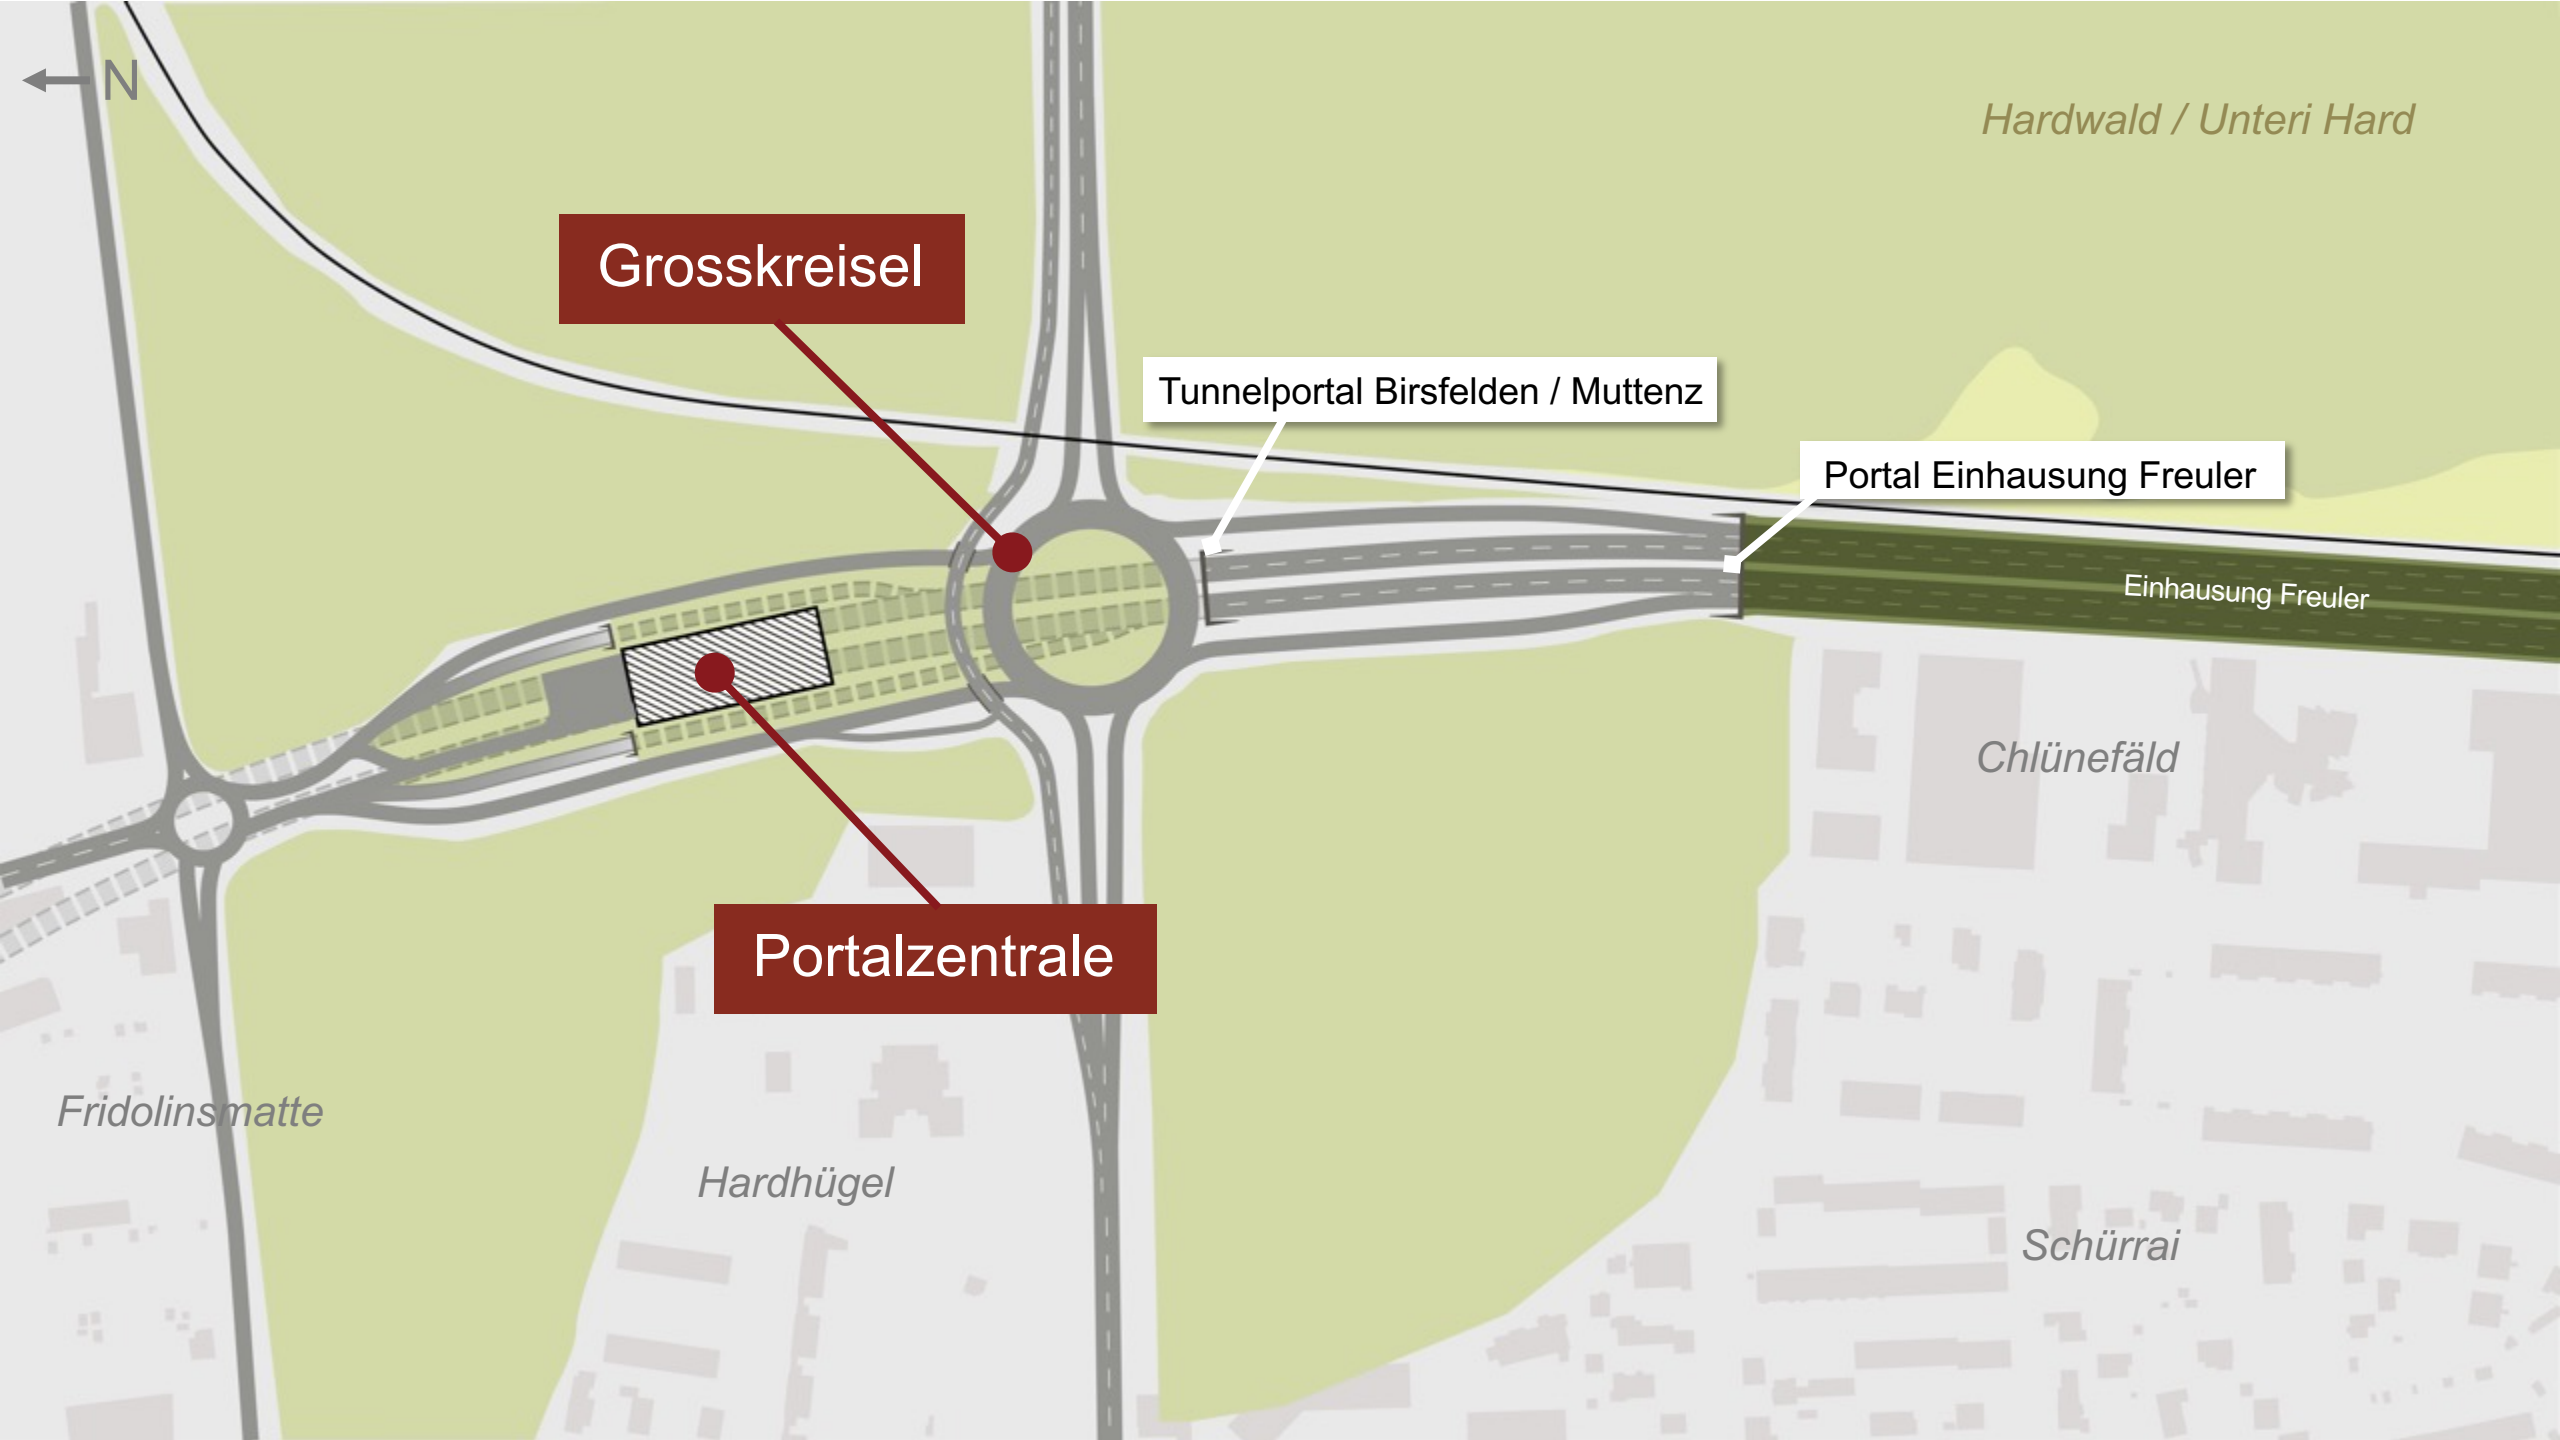 N
Hardwald / Unteri Hard
Grosskreisel
Tunnelportal Birsfelden / Muttenz
Portal Einhausung Freuler
Einhausung Freuler
Chlünefäld
Portalzentrale
Fridolinsmatte
Hardhügel
Schürrai